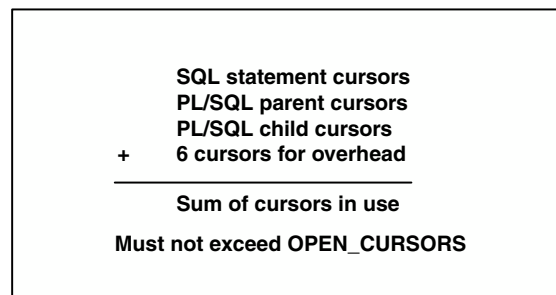 SQL statement cursors
PL/SQL parent cursors
PL/SQL child cursors
+ 6 cursors for overhead
Sum of cursors in use
Must not exceed OPEN_CURSORS